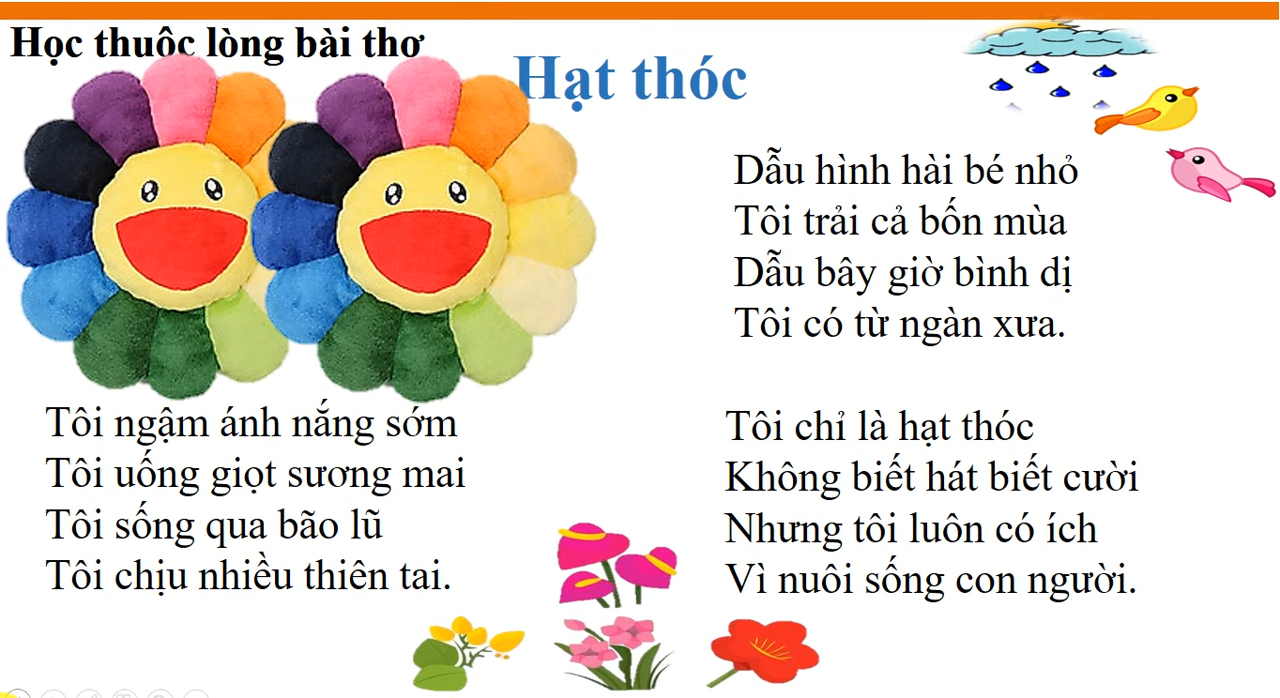 Học thuộc lòng bài thơ
Hạt thóc
Tôi ngậm ánh nắng sớm
Tôi uống giọt sương mai
Tôi sống qua bão lũ
Tôi chịu nhiều thiên tai.
Dẫu hình hài bé nhỏ
Tôi trải cả bốn mùa
Dẫu bây giờ bình dị
Tôi có từ ngàn xưa.
Tôi chỉ là hạt thóc
Không biết hát biết cười
Nhưng tôi luôn có ích
Vì nuôi sống con người.